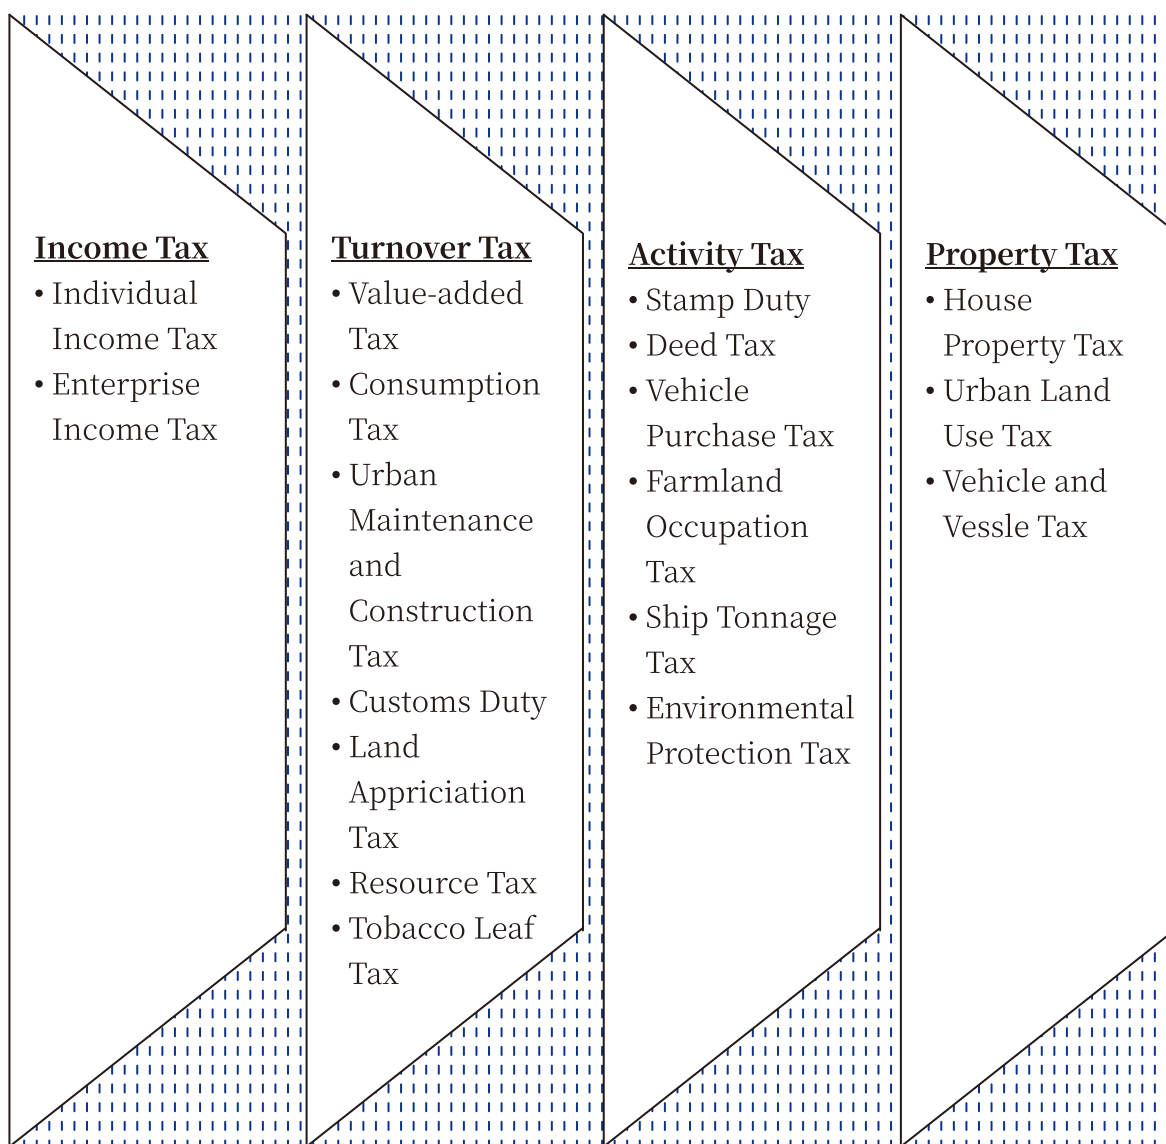 Income Tax
• Individual
Income Tax
• Enterprise
Income Tax
Turnover Tax
• Value-added
Tax
• Consumption
Tax
• Urban
Maintenance
and
Construction
Tax
• Customs Duty
• Land
Appriciation
Tax
• Resource Tax
• Tobacco Leaf
Tax
Activity Tax
• Stamp Duty
• Deed Tax
• Vehicle
Purchase Tax
• Farmland
Occupation
Tax
• Ship Tonnage
Tax
• Environmental
Protection Tax
Property Tax
• House
Property Tax
• Urban Land
Use Tax
• Vehicle and
Vessle Tax